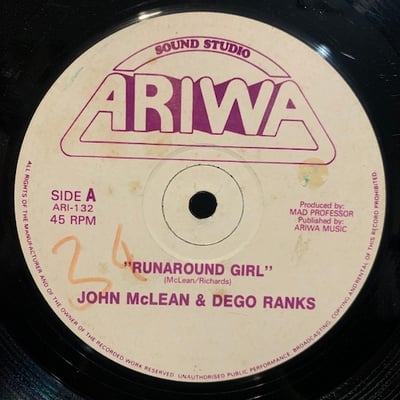 SOUND STUDIO
ARIWA
SIDE A
ARI-132
45 RPM
Produced by:
MAD PROFESSOR
Published by:
ARIWA MUSIC
34
"RUNAROUND GIRL"
(McLean/Richards)
JOHN McLEAN & DEGO RANKS
ALL RIGHTS OF THE MANUFACTURER AND OF THE OWNER OF THE RECORDED WORK RESERVED. UNAUTHORISED PUBLIC PERFORMANCE, BROADCASTING, COPYING AND RENTAL OF THIS RECORD PROHIBITED.